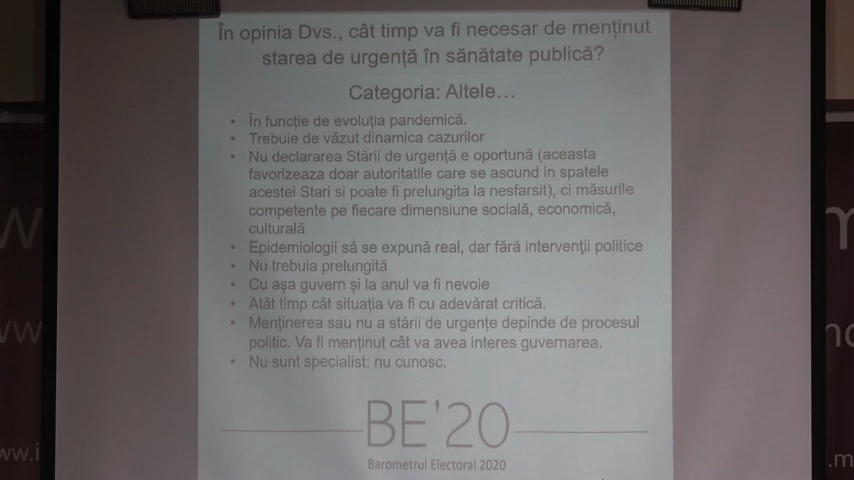 În opinia Dvs., cât timp va fi necesar de menținut
starea de urgență în sănătate publică?
Categoria: Altele…
• În funcție de evoluția pandemică.
• Trebuie de văzut dinamica cazurilor
• Nu declararea Stării de urgență e oportună (aceasta
favorizeaza doar autoritatile care se ascund in spatele
acestei Stari si poate fi prelungita la nesfarsit), ci măsurile
competente pe fiecare dimensiune socială, economică,
culturală
• Epidemiologii să se expună real, dar fără intervenții politice
• Nu trebuia prelungită
• Cu așa guvern și la anul va fi nevoie
• Atât timp cât situația va fi cu adevărat critică.
• Menținerea sau nu a stării de urgențe depinde de procesul
politic. Va fi menținut cât va avea interes guvernarea.
• Nu sunt specialist: nu cunosc.
BE'20
Barometrul Electoral 2020
ww.i
.m